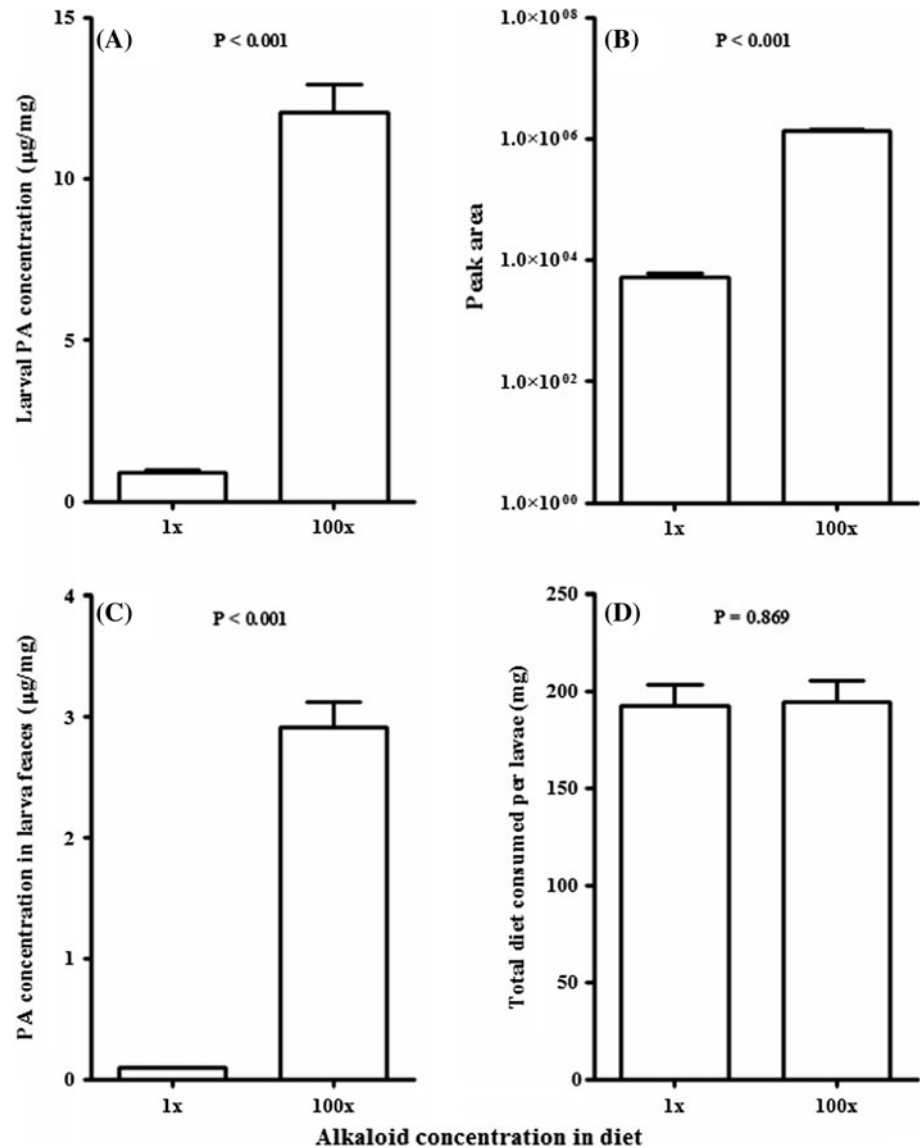 (A)
P < 0.001
Larval PA concentration (µg/mg)
15
10
5
0
1x
100x
(B)
P < 0.001
Peak area
1.0×10⁰⁸
1.0×10⁰⁶
1.0×10⁰⁴
1.0×10⁰²
1.0×10⁰⁰
1x
100x
(C)
P < 0.001
PA concentration in larva feaces (µg/mg)
4
3
2
1
0
1x
100x
(D)
P = 0.869
Total diet consumed per lavae (mg)
250
200
150
100
50
0
1x
100x
Alkaloid concentration in diet